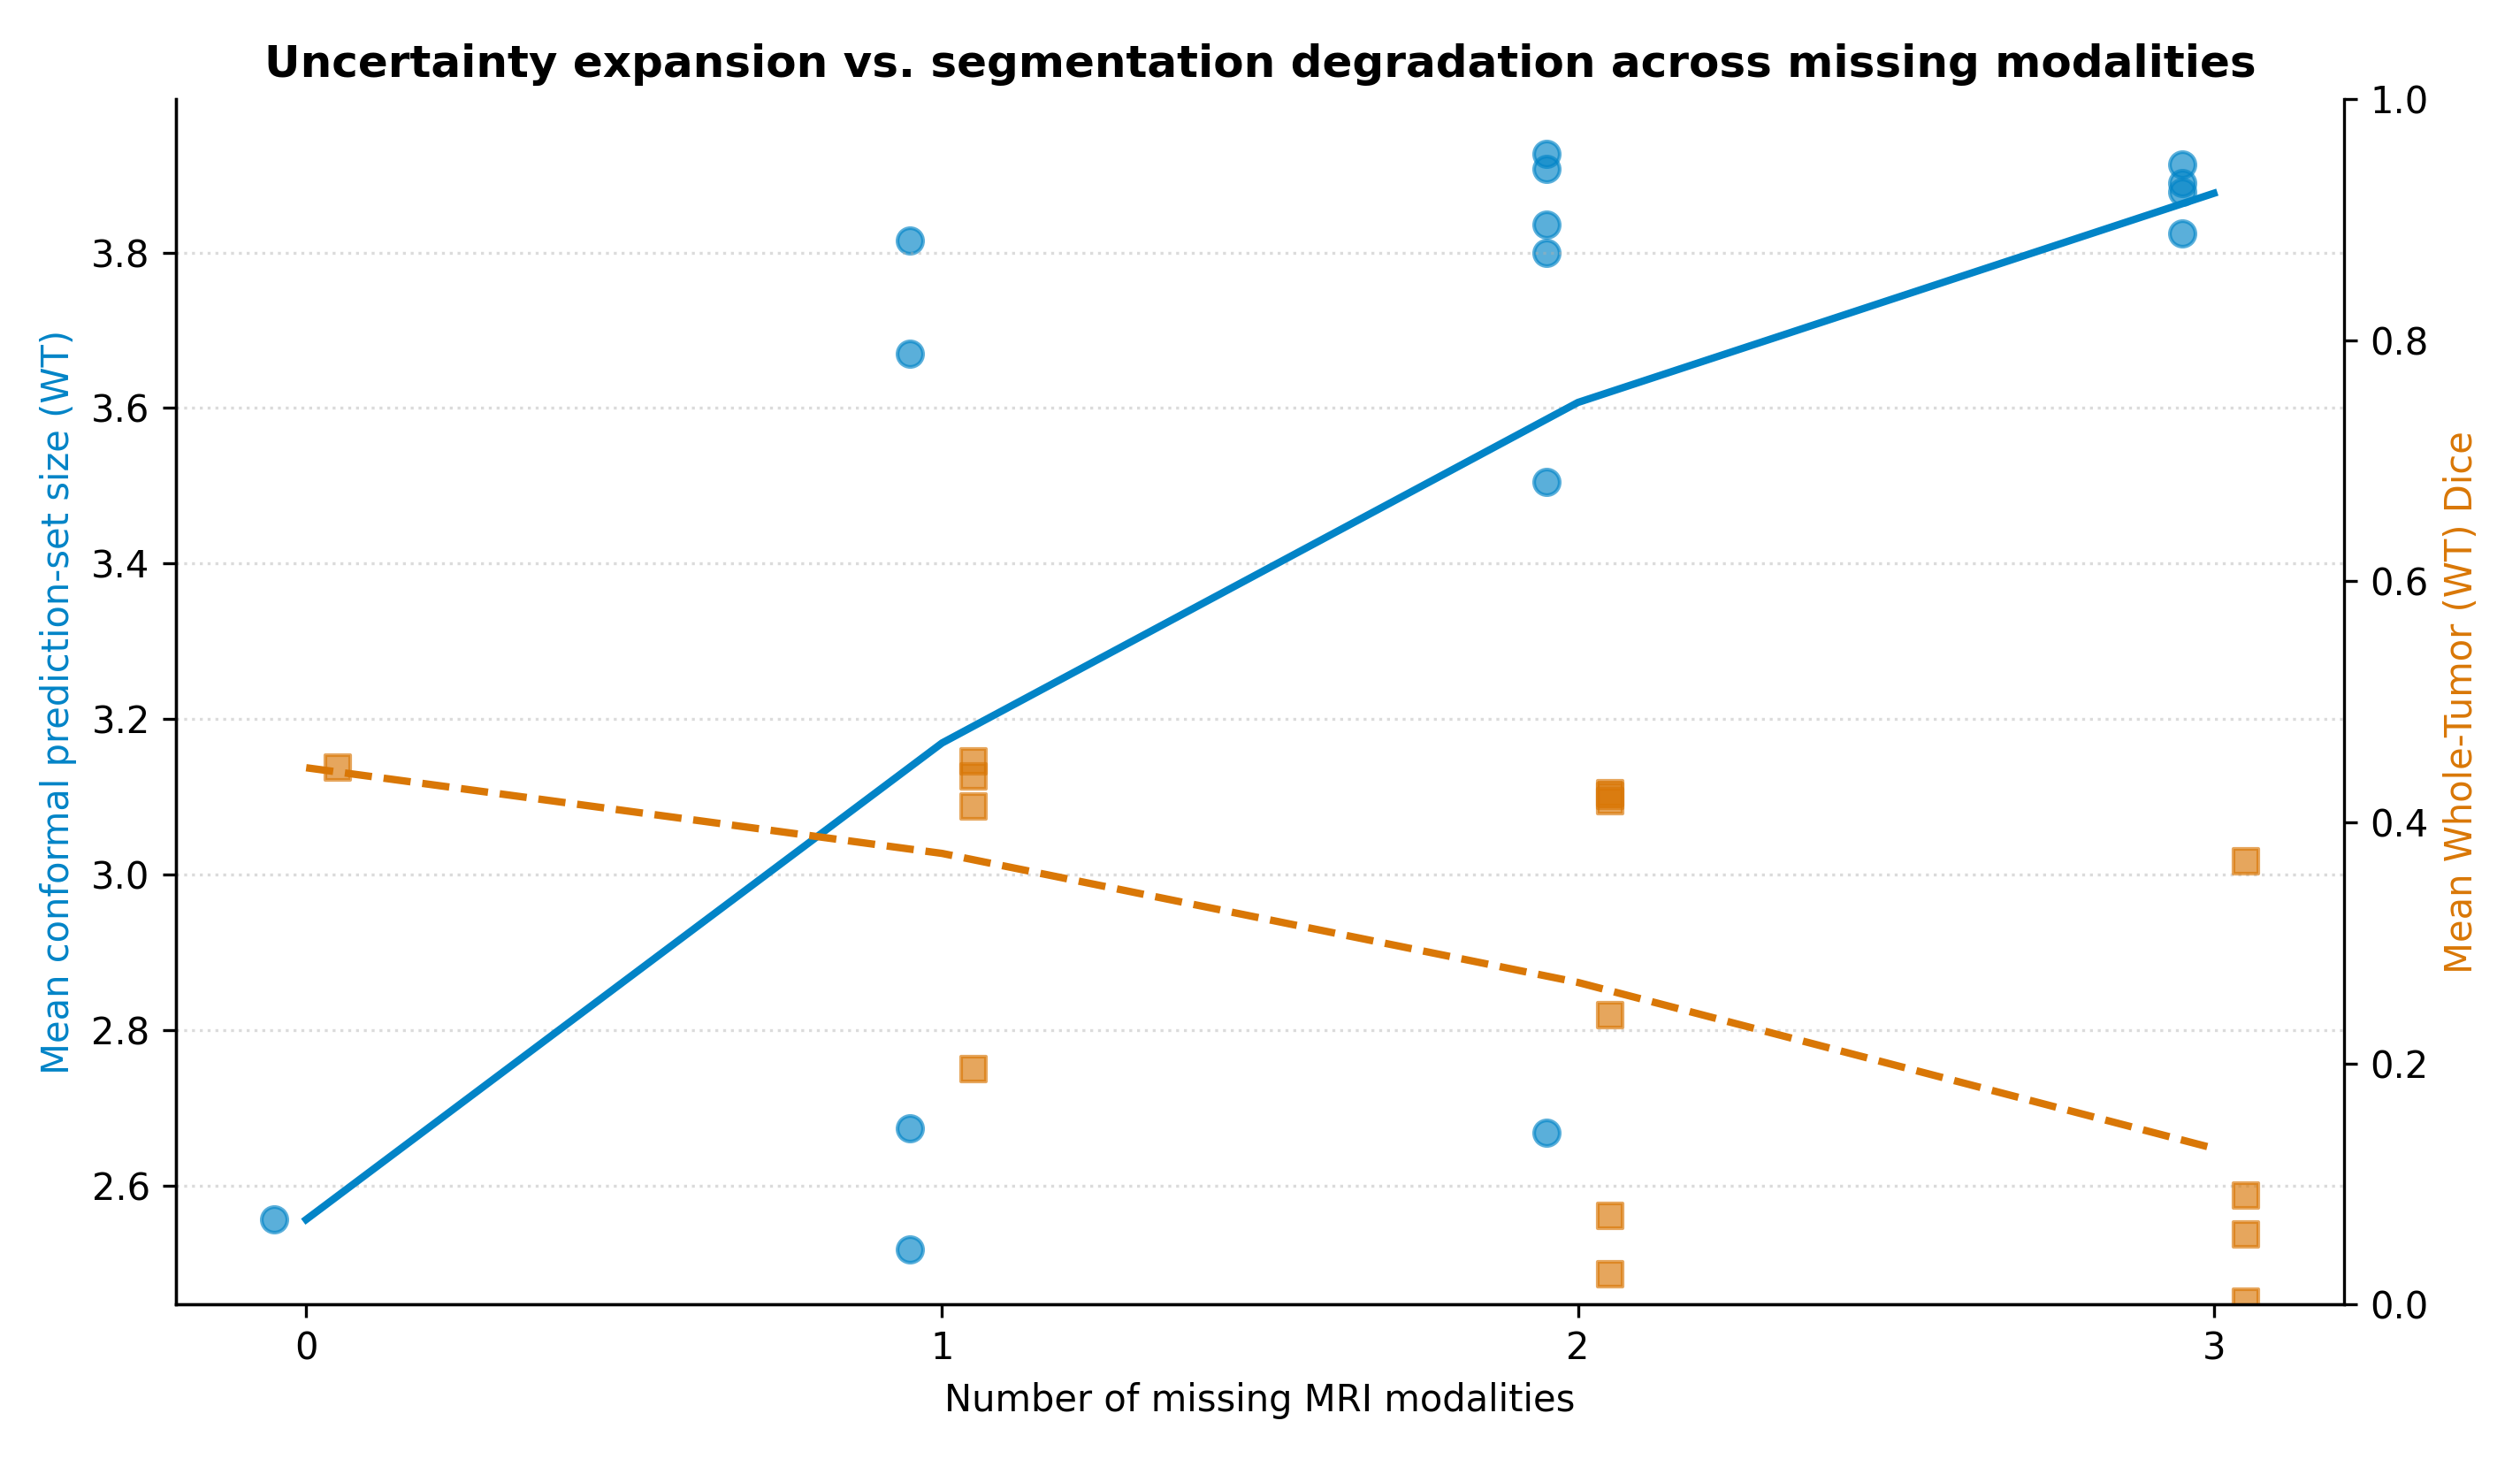 Uncertainty expansion vs. segmentation degradation across missing modalities
Mean conformal prediction-set size (WT)
3.8
3.6
3.4
3.2
3.0
2.8
2.6
1.0
0.8
0.6
0.4
0.2
0.0
Mean Whole-Tumor (WT) Dice
0 1 2 3
Number of missing MRI modalities